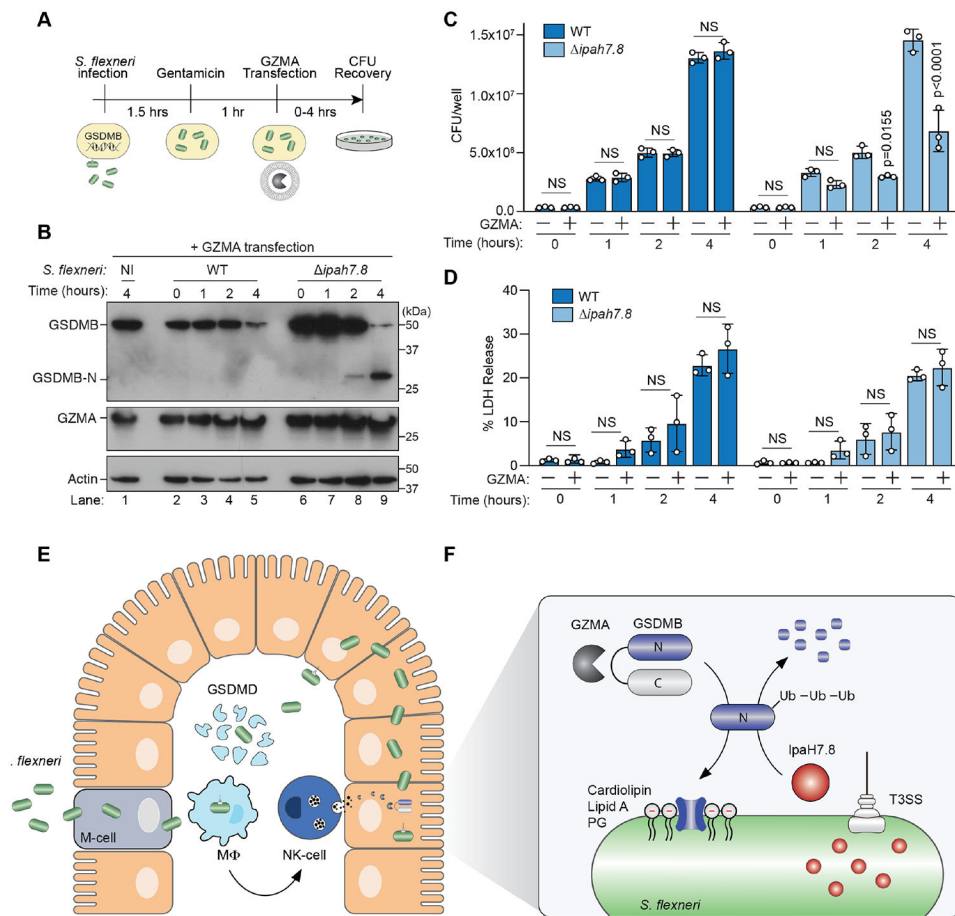 A
S. flexneri
infection
Gentamicin
GZMA
Transfection
CFU
Recovery
1.5 hrs
1 hr
0-4 hrs
GSDMB
B
+ GZMA transfection
S. flexneri: NI WT Δipah7.8
Time (hours): 4 0 1 2 4 0 1 2 4
(kDa)
GSDMB
50
37
GSDMB-N
25
GZMA
25
Actin
50
37
Lane: 1 2 3 4 5 6 7 8 9
C
WT
Δipah7.8
CFU/well
1.5x10⁷
1.0x10⁷
5.0x10⁶
0.0
NS NS NS NS NS NS p=0.0155 p<0.0001
GZMA: − + − + − + − + − + − + − + − +
Time (hours): 0 1 2 4 0 1 2 4
D
WT
Δipah7.8
% LDH Release
40
30
20
10
0
NS NS NS NS NS NS NS NS
GZMA: − + − + − + − + − + − + − + − +
Time (hours): 0 1 2 4 0 1 2 4
E
GSDMD
. flexneri
M-cell
MΦ
NK-cell
F
GZMA
GSDMB
N
C
Ub –Ub –Ub
N
IpaH7.8
Cardiolipin
Lipid A
PG
T3SS
S. flexneri